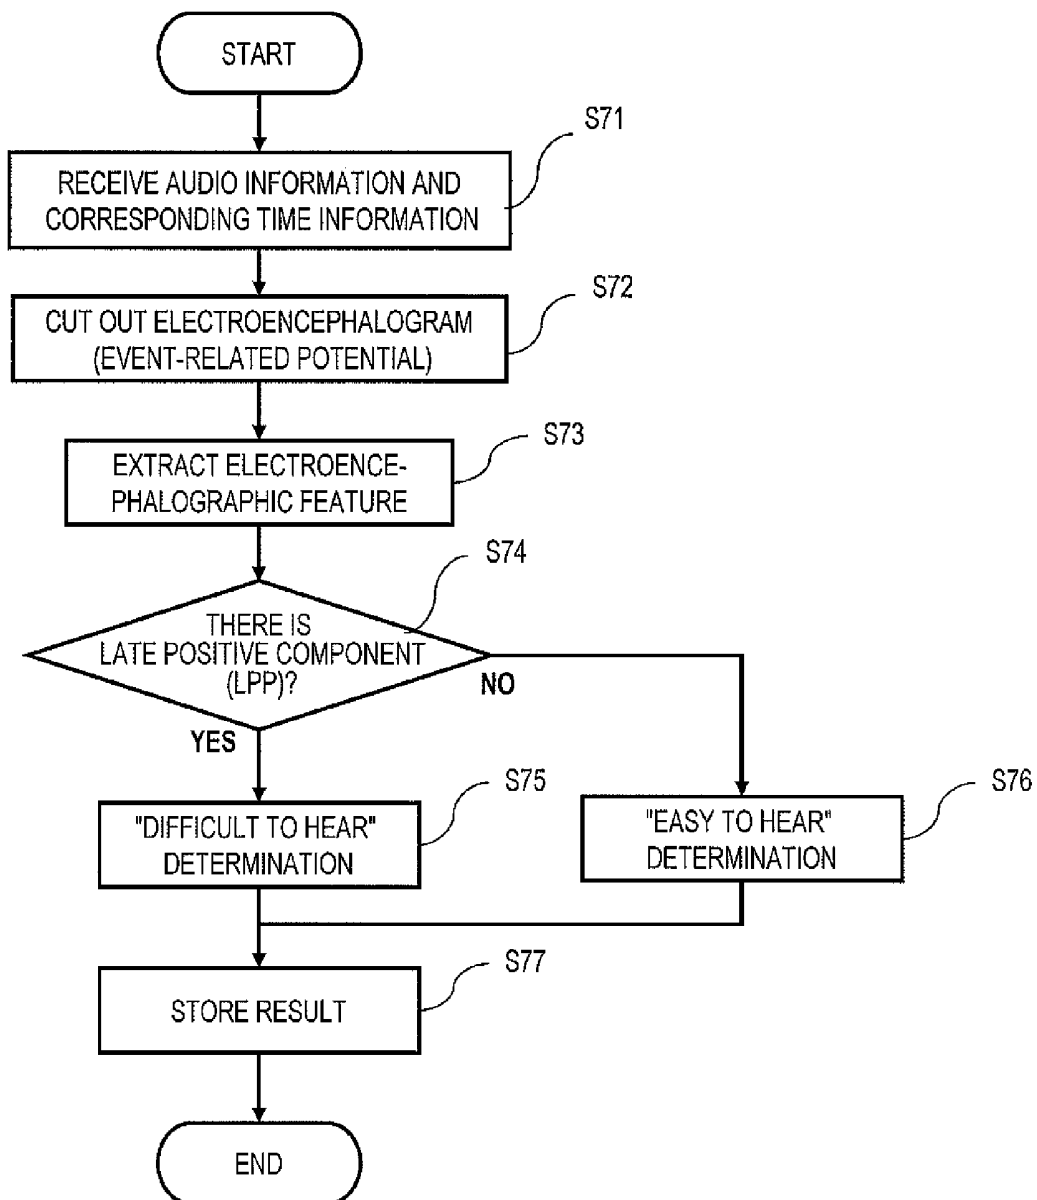 START
S71
RECEIVE AUDIO INFORMATION AND
CORRESPONDING TIME INFORMATION
S72
CUT OUT ELECTROENCEPHALOGRAM
(EVENT-RELATED POTENTIAL)
S73
EXTRACT ELECTROENCE-
PHALOGRAPHIC FEATURE
S74
THERE IS
LATE POSITIVE COMPONENT
(LPP)?
NO
YES
S75
"DIFFICULT TO HEAR"
DETERMINATION
S76
"EASY TO HEAR"
DETERMINATION
S77
STORE RESULT
END